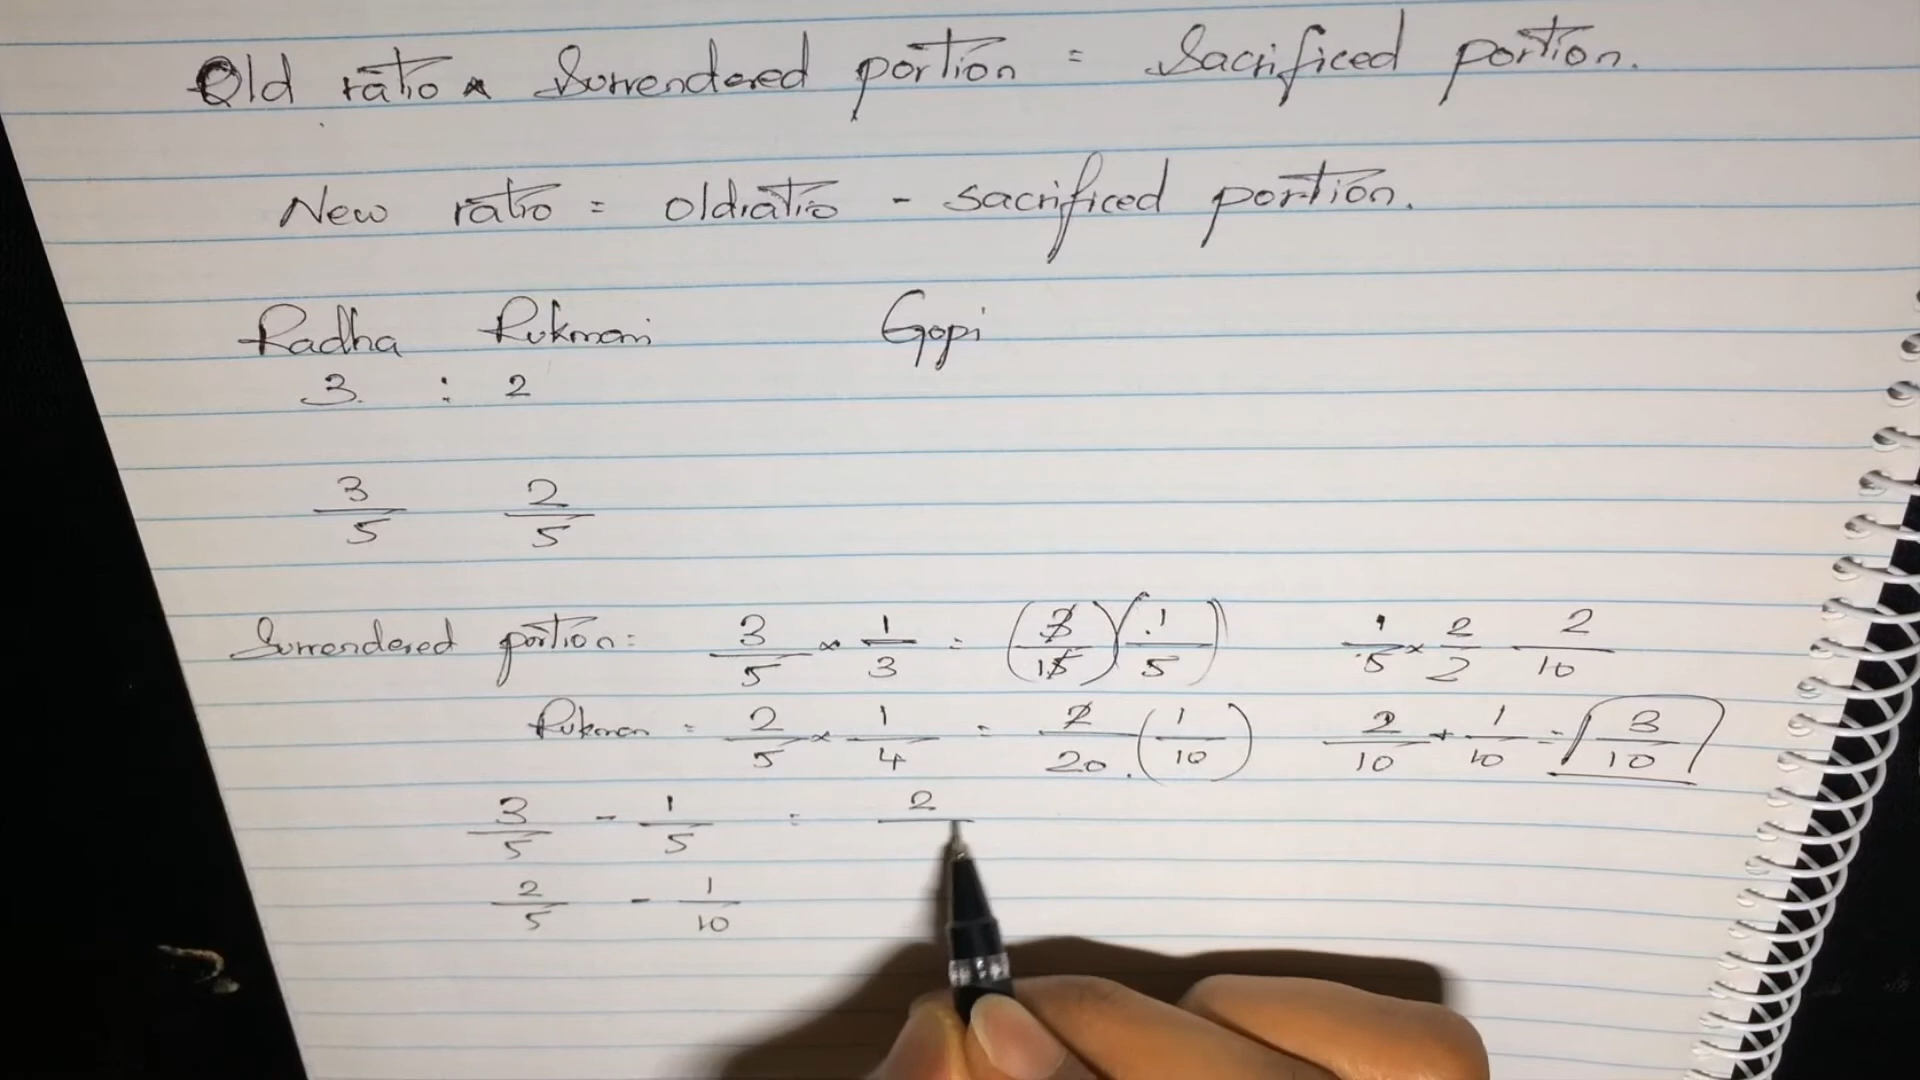 Old ratio × Surrendered portion = Sacrificed portion.
New ratio = oldratio - sacrificed portion.
Radha Rukmani Gopi
3 : 2
3/5 2/5
Surrendered portion: 3/5 × 1/3 = (3/15)(1/5) 1/5 × 2/2 2/10
Rukman = 2/5 × 1/4 = 2/20 (1/10) 2/10 + 1/10 = 3/10
3/5 - 1/5 = 2
2/5 - 1/10